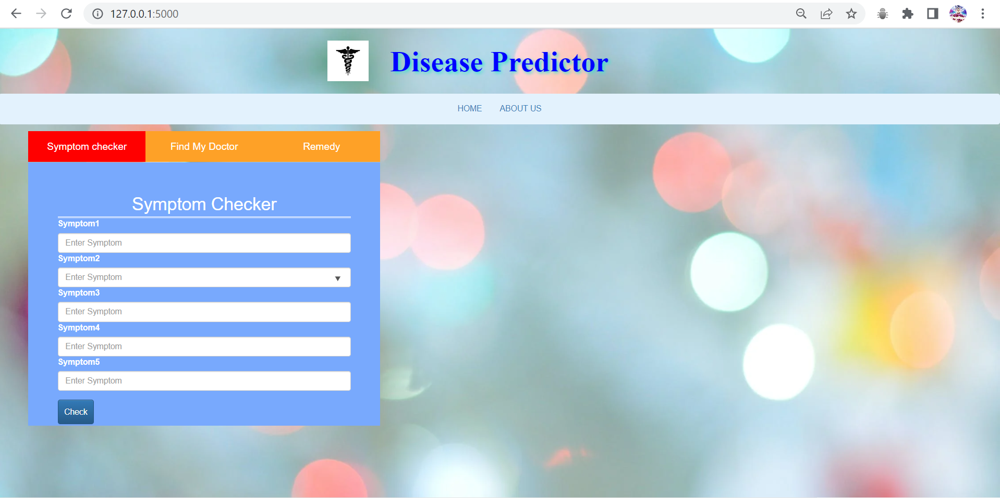 127.0.0.1:5000
Disease Predictor
HOME ABOUT US
Symptom checker Find My Doctor Remedy
Symptom Checker
Symptom1
Enter Symptom
Symptom2
Enter Symptom
Symptom3
Enter Symptom
Symptom4
Enter Symptom
Symptom5
Enter Symptom
Check